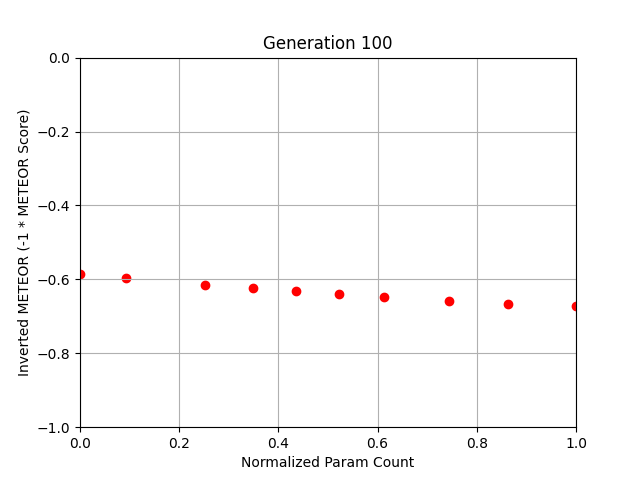 Generation 100
0.0
−0.2
−0.4
−0.6
−0.8
−1.0
Inverted METEOR (-1 * METEOR Score)
0.0 0.2 0.4 0.6 0.8 1.0
Normalized Param Count